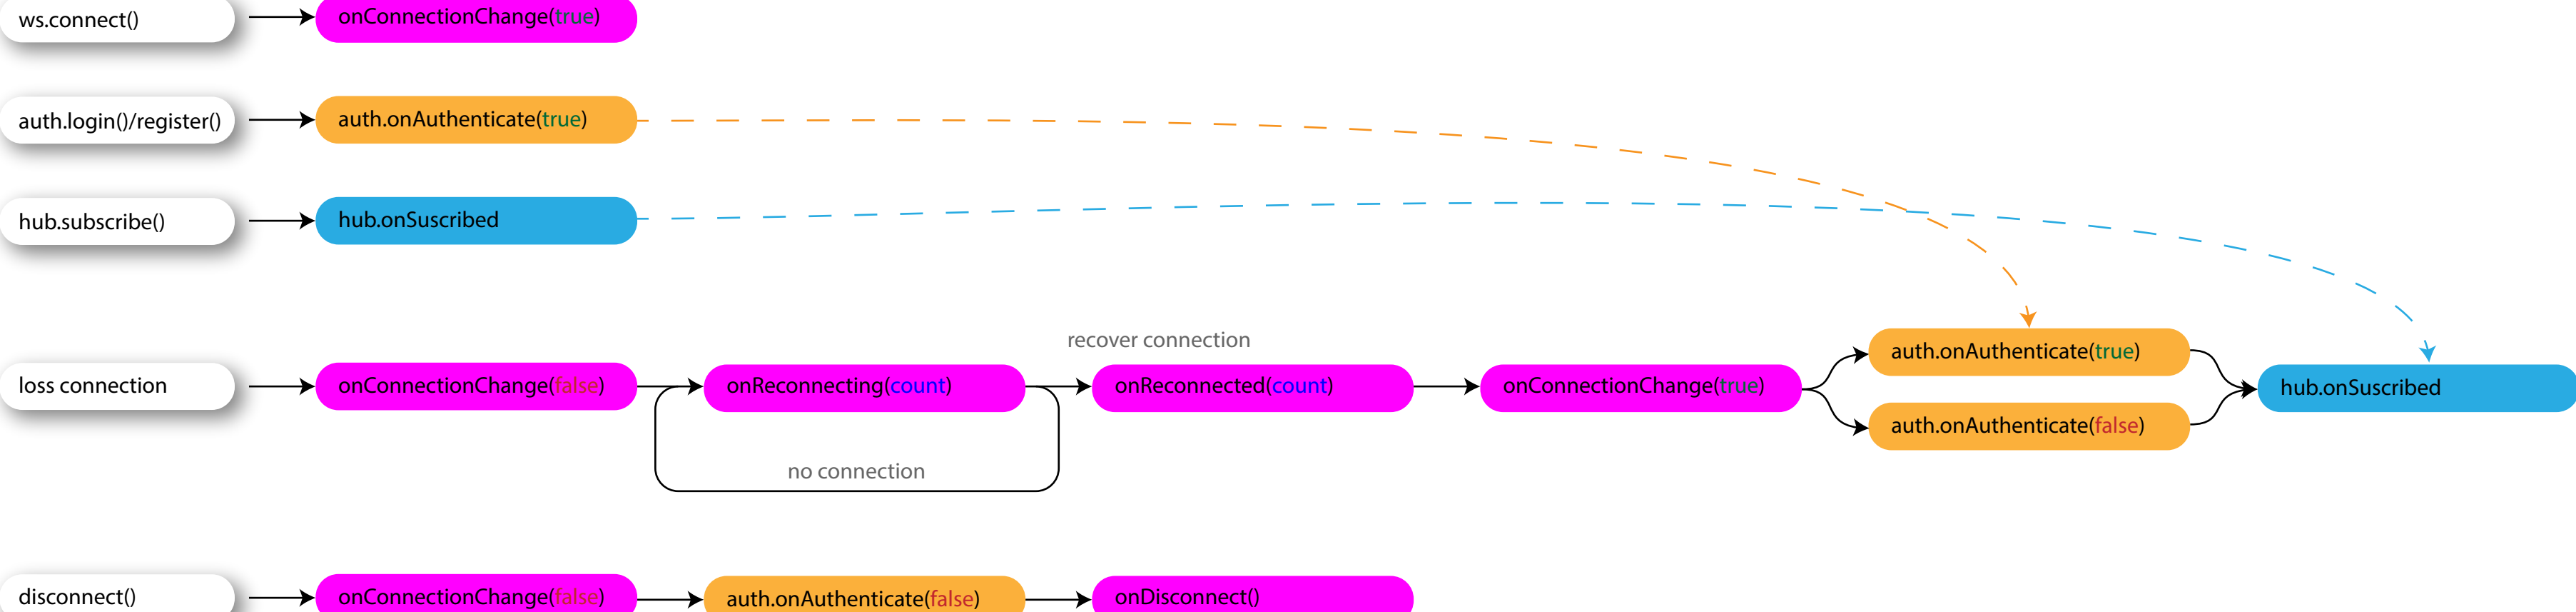 ws.connect()
onConnectionChange(true)
auth.login()/register()
auth.onAuthenticate(true)
hub.subscribe()
hub.onSuscribed
recover connection
loss connection
onConnectionChange(false)
onReconnecting(count)
onReconnected(count)
onConnectionChange(true)
auth.onAuthenticate(true)
auth.onAuthenticate(false)
hub.onSuscribed
no connection
disconnect()
onConnectionChange(false)
auth.onAuthenticate(false)
onDisconnect()